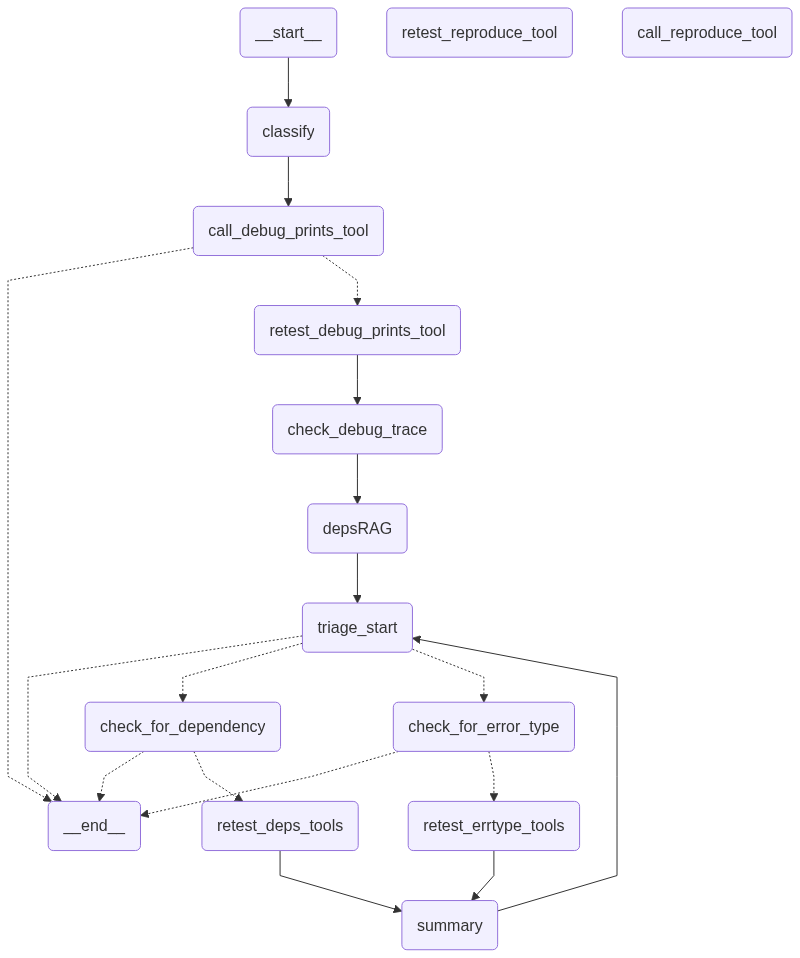 __start__
retest_reproduce_tool
call_reproduce_tool
classify
call_debug_prints_tool
retest_debug_prints_tool
check_debug_trace
depsRAG
triage_start
check_for_dependency
check_for_error_type
__end__
retest_deps_tools
retest_errtype_tools
summary